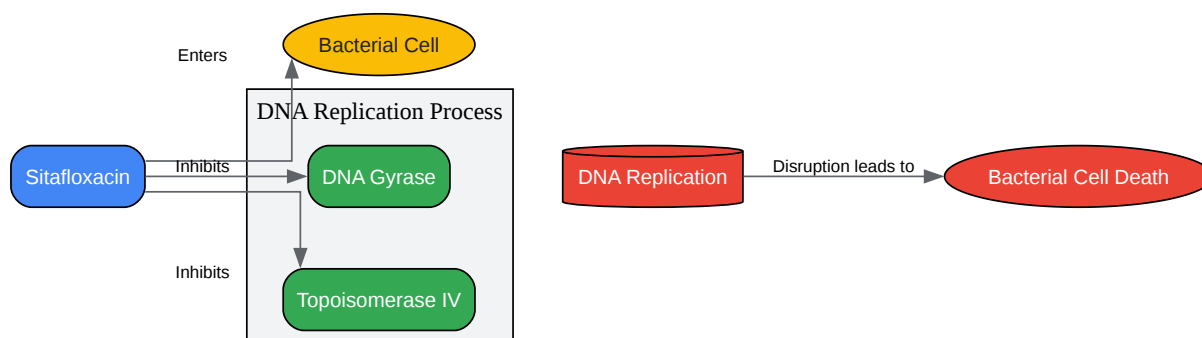 Enters
Bacterial Cell
DNA Replication Process
Sitafloxacin
Inhibits
DNA Gyrase
DNA Replication
Disruption leads to
Bacterial Cell Death
Inhibits
Topoisomerase IV